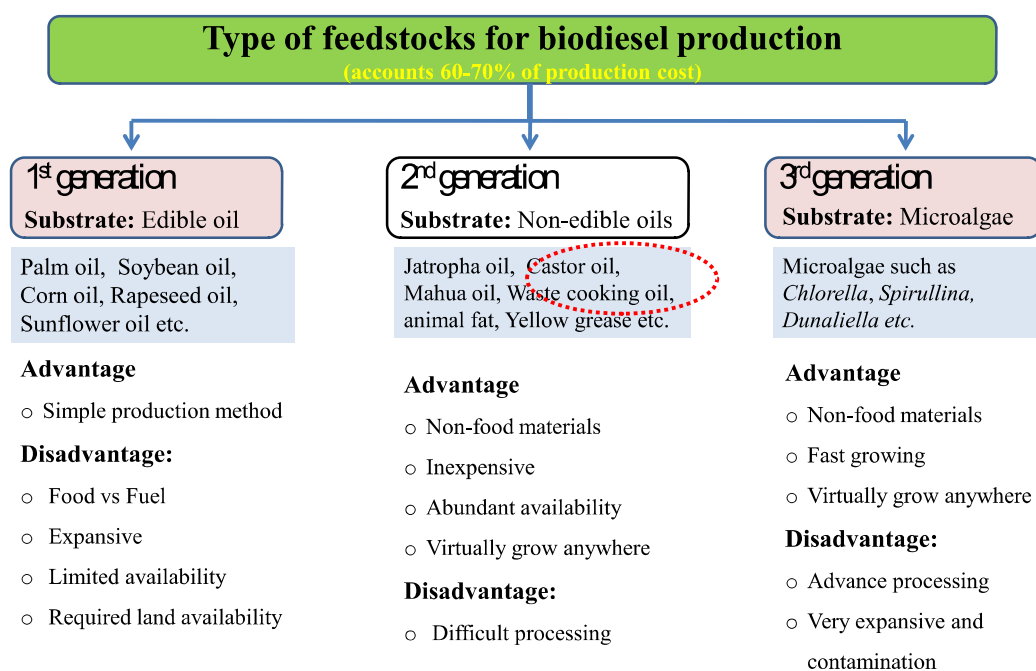 Type of feedstocks for biodiesel production
(accounts 60-70% of production cost)
1st generation
Substrate: Edible oil
Palm oil, Soybean oil,
Corn oil, Rapeseed oil,
Sunflower oil etc.
Advantage
o Simple production method
Disadvantage:
o Food vs Fuel
o Expansive
o Limited availability
o Required land availability
2nd generation
Substrate: Non-edible oils
Jatropha oil, Castor oil,
Mahua oil, Waste cooking oil,
animal fat, Yellow grease etc.
Advantage
o Non-food materials
o Inexpensive
o Abundant availability
o Virtually grow anywhere
Disadvantage:
o Difficult processing
3rd generation
Substrate: Microalgae
Microalgae such as
Chlorella, Spirullina,
Dunaliella etc.
Advantage
o Non-food materials
o Fast growing
o Virtually grow anywhere
Disadvantage:
o Advance processing
o Very expansive and
contamination